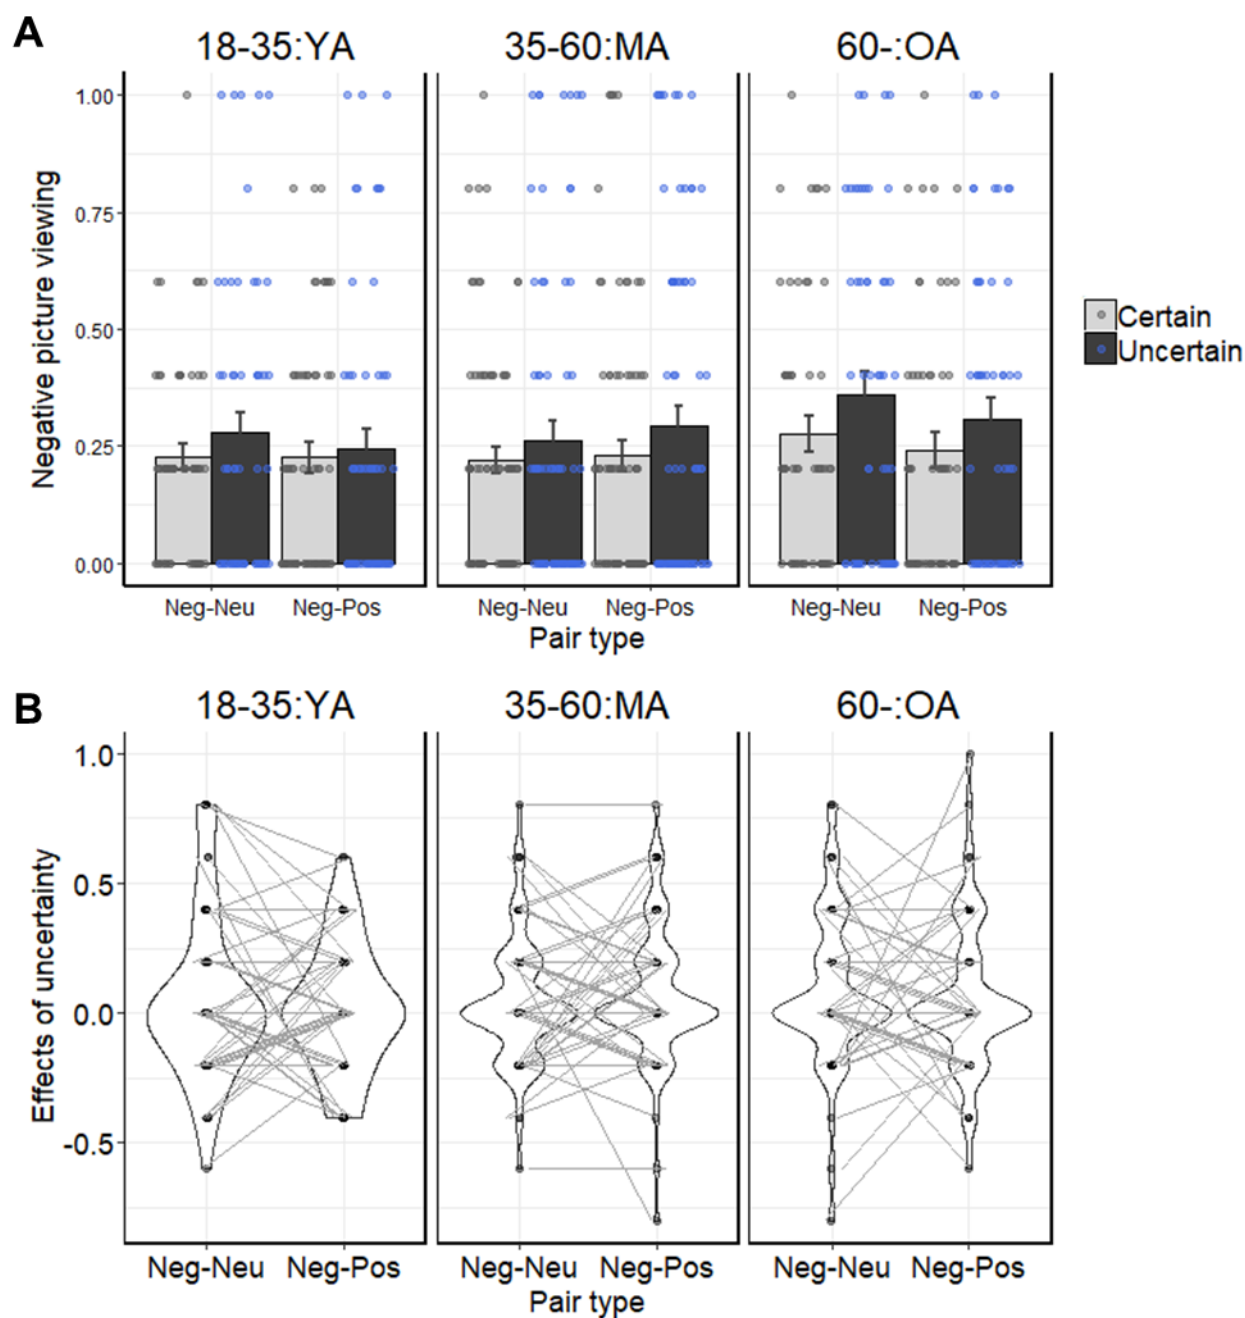 A
18-35:YA 35-60:MA 60-:OA
Negative picture viewing
1.00
0.75
0.50
0.25
0.00
Certain
Uncertain
Neg-Neu Neg-Pos Neg-Neu Neg-Pos Neg-Neu Neg-Pos
Pair type
B
18-35:YA 35-60:MA 60-:OA
Effects of uncertainty
1.0
0.5
0.0
-0.5
Neg-Neu Neg-Pos Neg-Neu Neg-Pos Neg-Neu Neg-Pos
Pair type